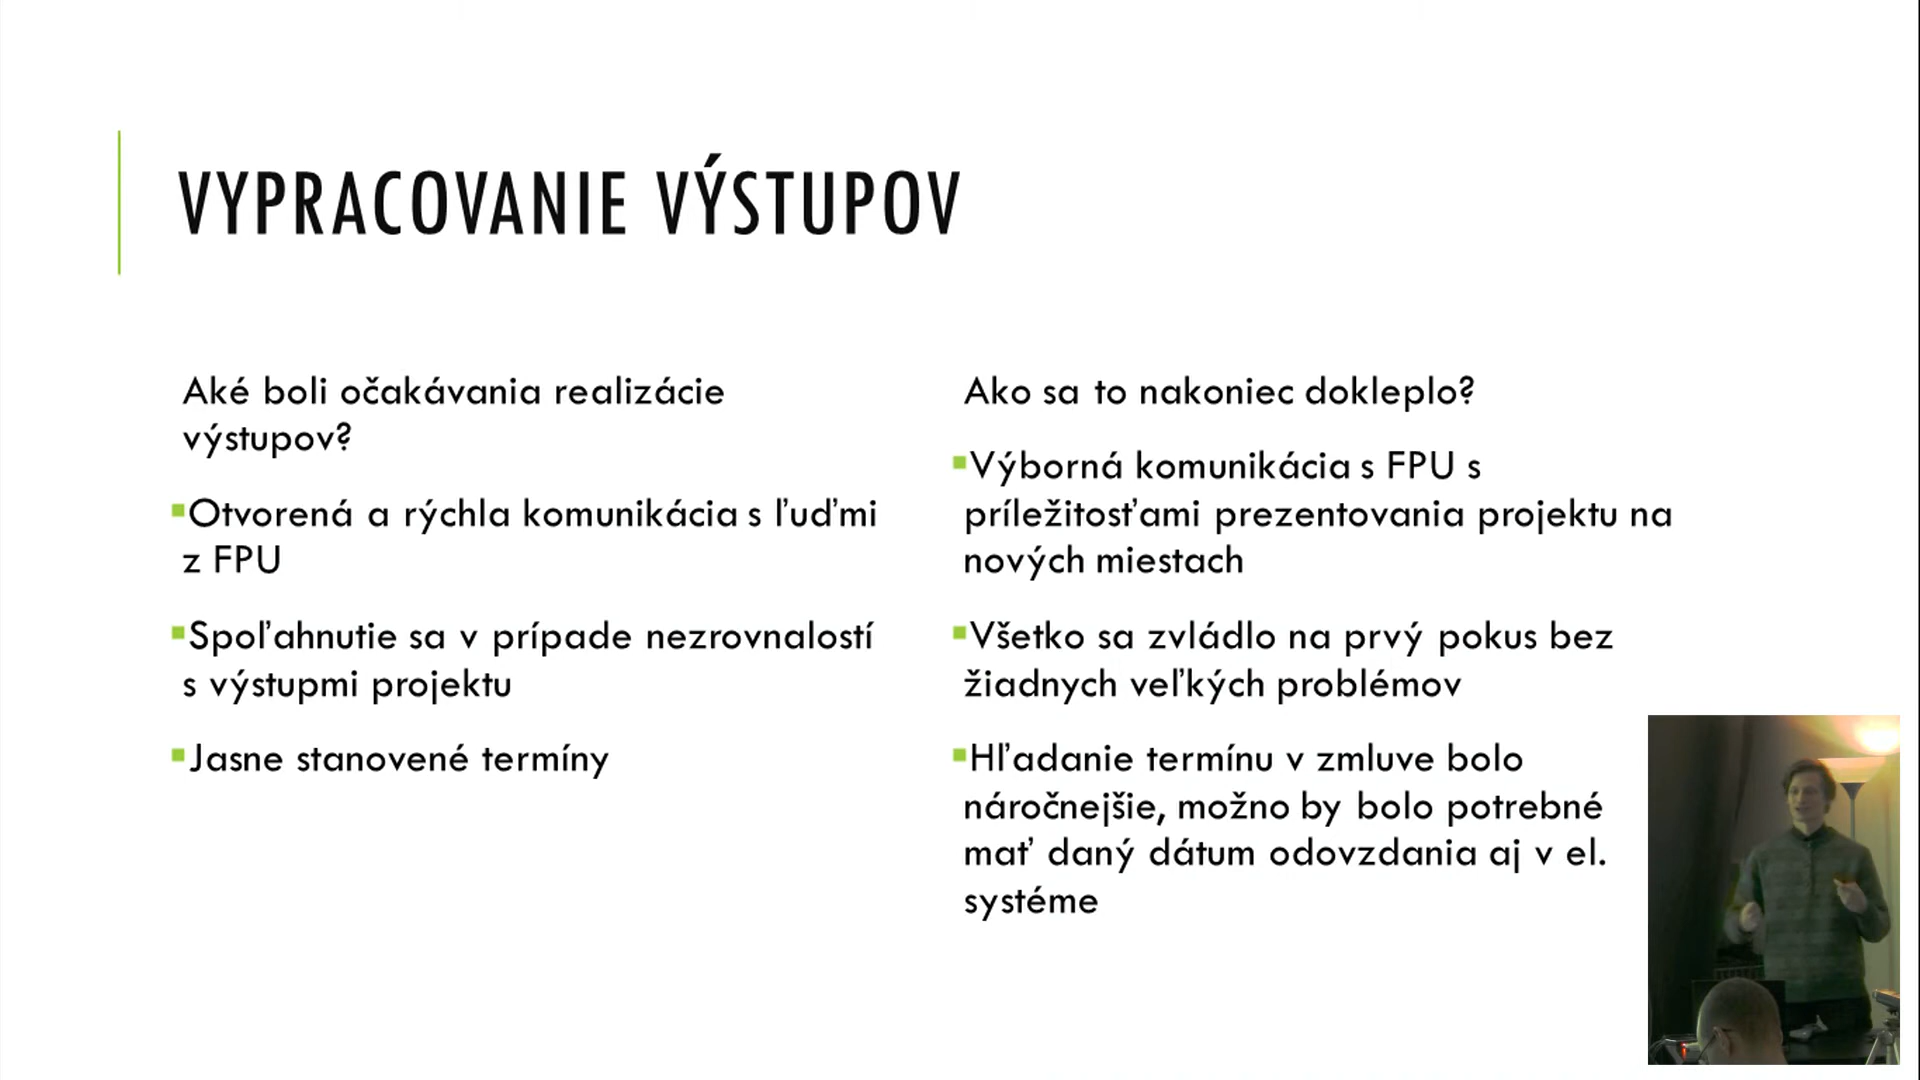 VYPRACOVANIE VÝSTUPOV
Aké boli očakávania realizácie
výstupov?
Otvorená a rýchla komunikácia s ľuďmi
z FPU
Spoľahnutie sa v prípade nezrovnalostí
s výstupmi projektu
Jasne stanovené termíny
Ako sa to nakoniec dokleplo?
Výborná komunikácia s FPU s
príležitosťami prezentovania projektu na
nových miestach
Všetko sa zvládlo na prvý pokus bez
žiadnych veľkých problémov
Hľadanie termínu v zmluve bolo
náročnejšie, možno by bolo potrebné
mať daný dátum odovzdania aj v el.
systéme